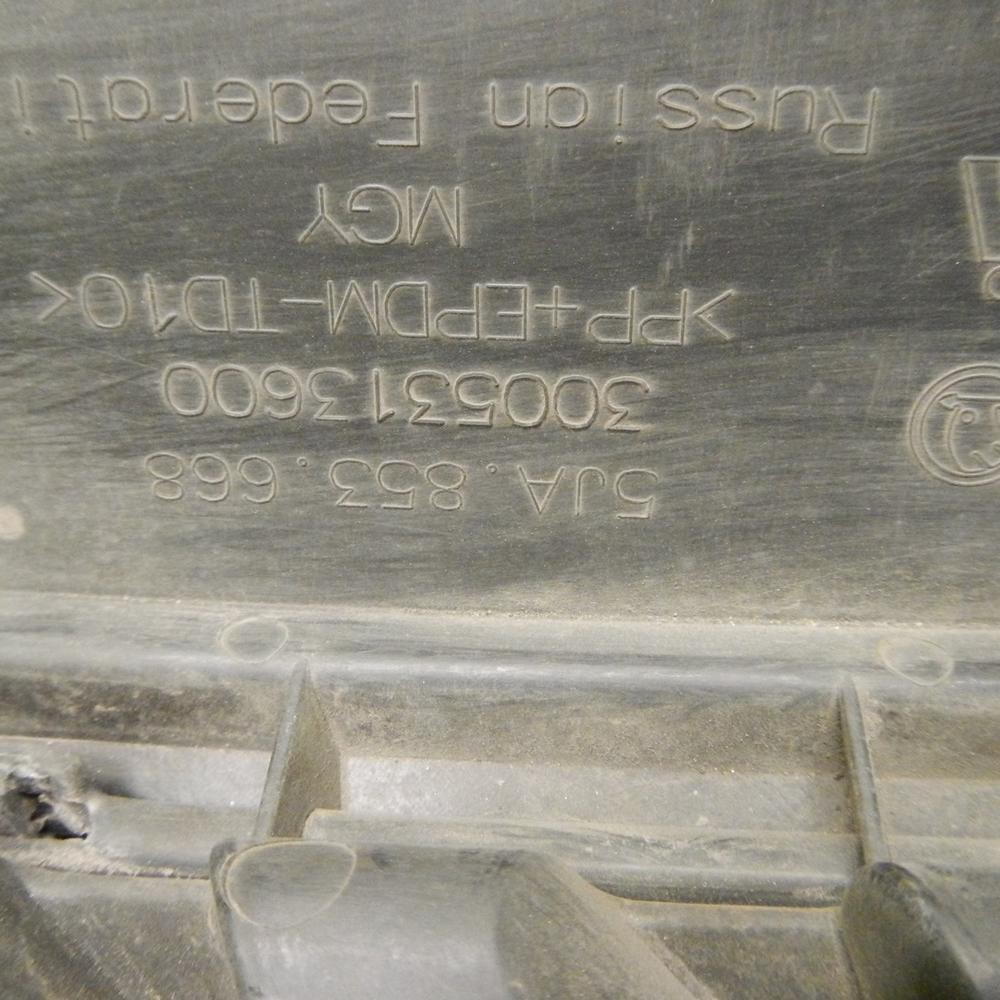 5JA.853.668
3005313600
>PP+EPDM-TD10<
MGY
Russian Federati